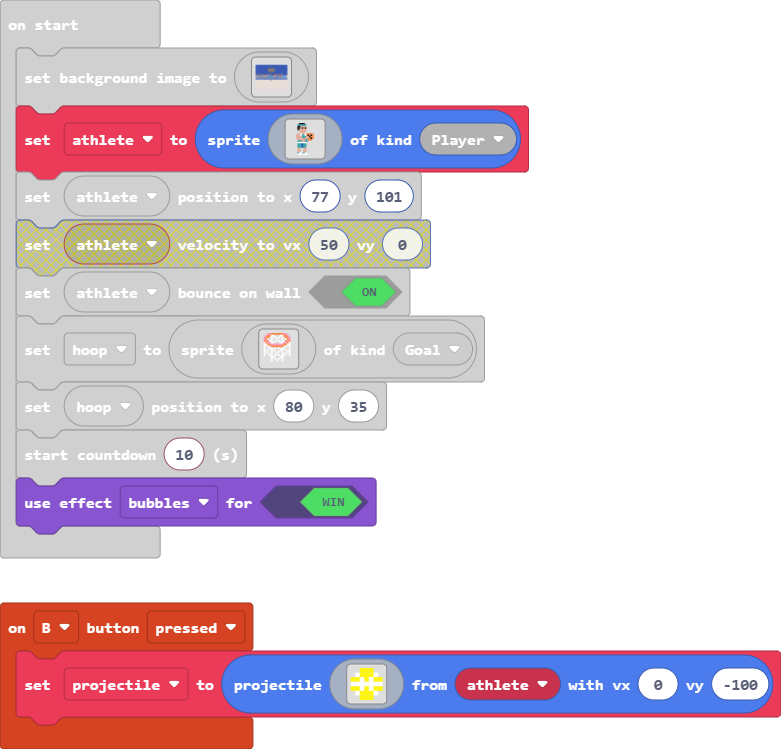 on start
set background image to
set athlete to sprite of kind Player
set athlete position to x 77 y 101
set athlete velocity to vx 50 vy 0
set athlete bounce on wall ON
set hoop to sprite of kind Goal
set hoop position to x 80 y 35
start countdown 10 (s)
use effect bubbles for WIN
on B button pressed
set projectile to projectile from athlete with vx 0 vy -100